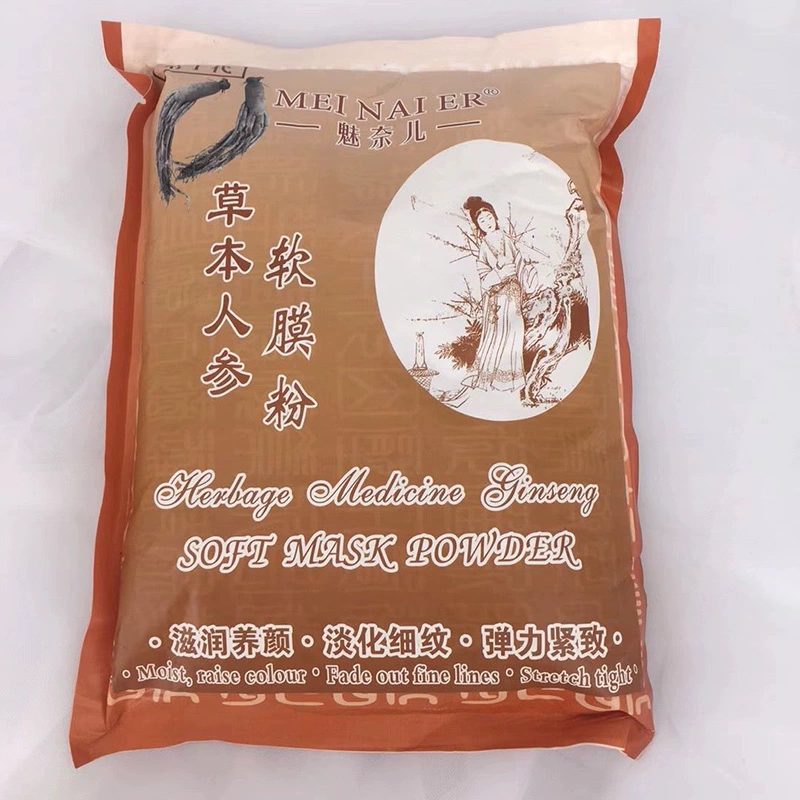 MEI NAI ER®
魅奈儿
草本人参
软膜粉
Herbage Medicine Ginseng
SOFT MASK POWDER
·滋润养颜·淡化细纹·弹力紧致·
·Moist, raise colour·Fade out fine lines·Stretch tight·